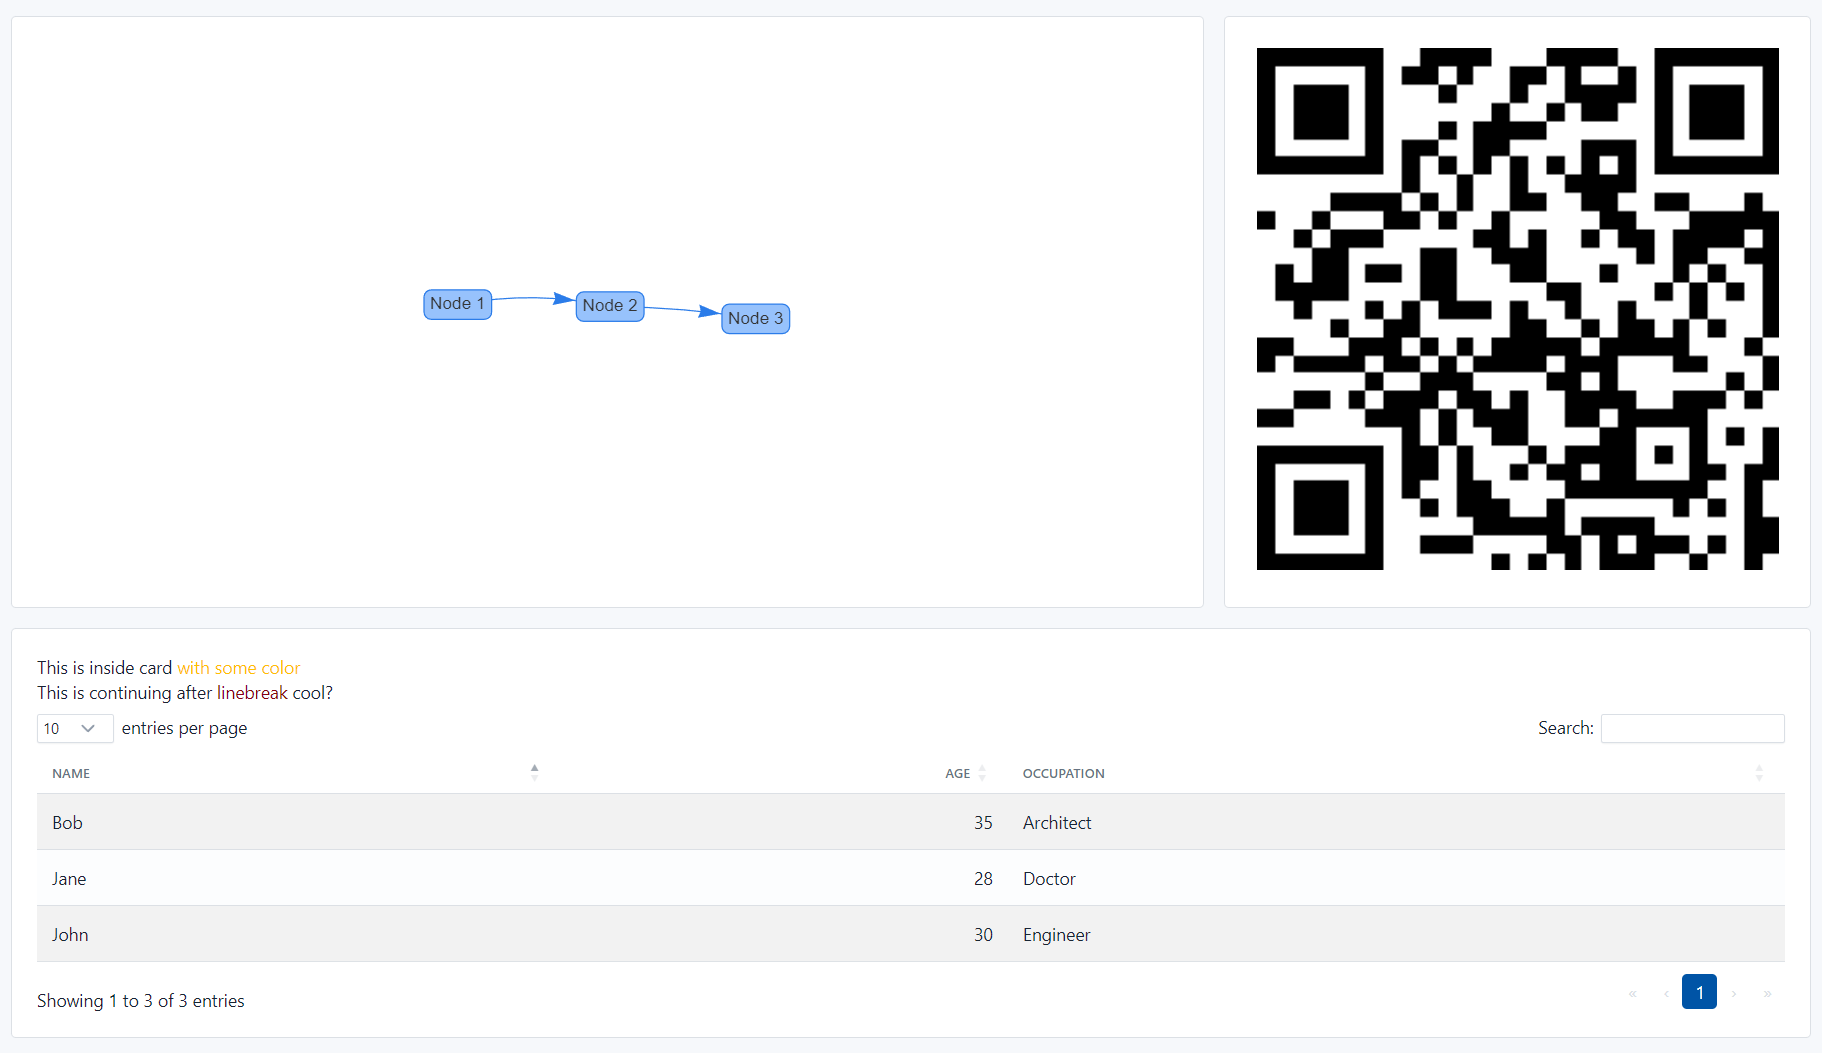 Node 1
Node 2
Node 3
This is inside card with some color
This is continuing after linebreak cool?
10 entries per page
Search:
NAME AGE OCCUPATION
Bob 35 Architect
Jane 28 Doctor
John 30 Engineer
Showing 1 to 3 of 3 entries
« ‹ 1 › »